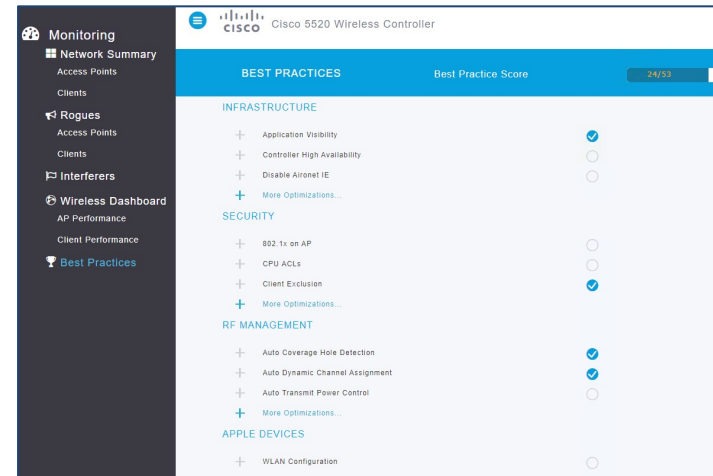 Monitoring
Network Summary
Access Points
Clients
Rogues
Access Points
Clients
Interferers
Wireless Dashboard
AP Performance
Client Performance
Best Practices
CISCO Cisco 5520 Wireless Controller
BEST PRACTICES Best Practice Score 24/53
INFRASTRUCTURE
Application Visibility
Controller High Availability
Disable Aironet IE
More Optimizations...
SECURITY
802.1x on AP
CPU ACLs
Client Exclusion
More Optimizations...
RF MANAGEMENT
Auto Coverage Hole Detection
Auto Dynamic Channel Assignment
Auto Transmit Power Control
More Optimizations...
APPLE DEVICES
WLAN Configuration